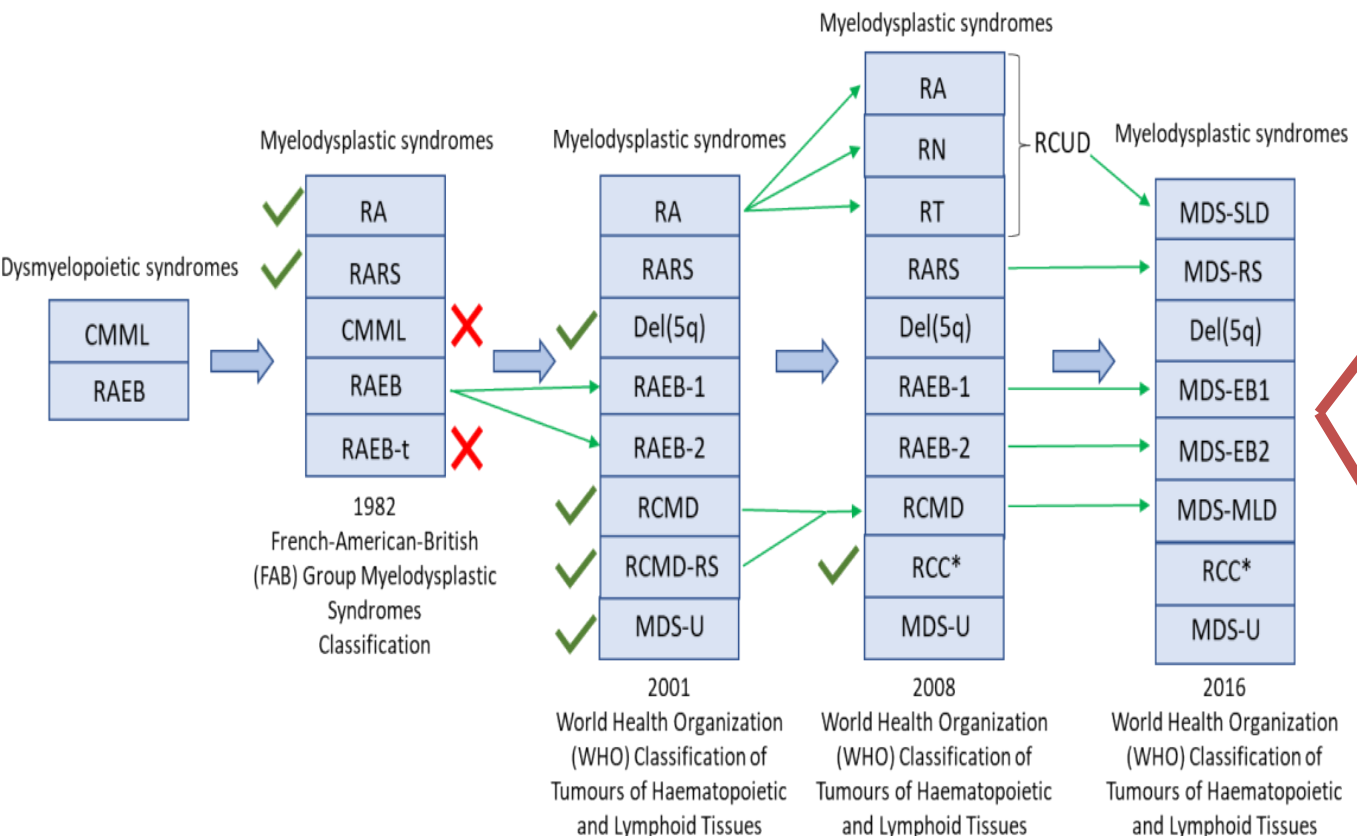 Dysmyelopoietic syndromes
CMML
RAEB
Myelodysplastic syndromes
RA
RARS
CMML
RAEB
RAEB-t
1982
French-American-British
(FAB) Group Myelodysplastic
Syndromes
Classification
Myelodysplastic syndromes
RA
RARS
Del(5q)
RAEB-1
RAEB-2
RCMD
RCMD-RS
MDS-U
2001
World Health Organization
(WHO) Classification of
Tumours of Haematopoietic
and Lymphoid Tissues
Myelodysplastic syndromes
RA
RN
RT
RCUD
RARS
Del(5q)
RAEB-1
RAEB-2
RCMD
RCC*
MDS-U
2008
World Health Organization
(WHO) Classification of
Tumours of Haematopoietic
and Lymphoid Tissues
Myelodysplastic syndromes
MDS-SLD
MDS-RS
Del(5q)
MDS-EB1
MDS-EB2
MDS-MLD
RCC*
MDS-U
2016
World Health Organization
(WHO) Classification of
Tumours of Haematopoietic
and Lymphoid Tissues